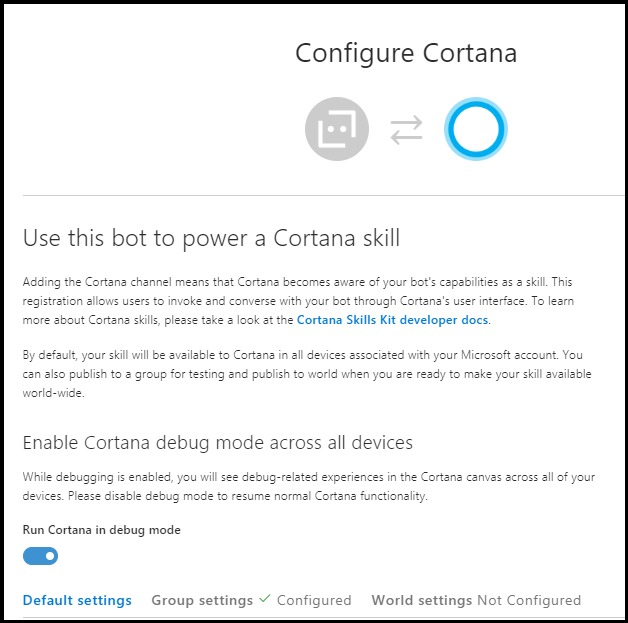 Configure Cortana
Use this bot to power a Cortana skill
Adding the Cortana channel means that Cortana becomes aware of your bot's capabilities as a skill. This
registration allows users to invoke and converse with your bot through Cortana's user interface. To learn
more about Cortana skills, please take a look at the Cortana Skills Kit developer docs.
By default, your skill will be available to Cortana in all devices associated with your Microsoft account. You
can also publish to a group for testing and publish to world when you are ready to make your skill available
world-wide.
Enable Cortana debug mode across all devices
While debugging is enabled, you will see debug-related experiences in the Cortana canvas across all of your
devices. Please disable debug mode to resume normal Cortana functionality.
Run Cortana in debug mode
Default settings Group settings ✓ Configured World settings Not Configured